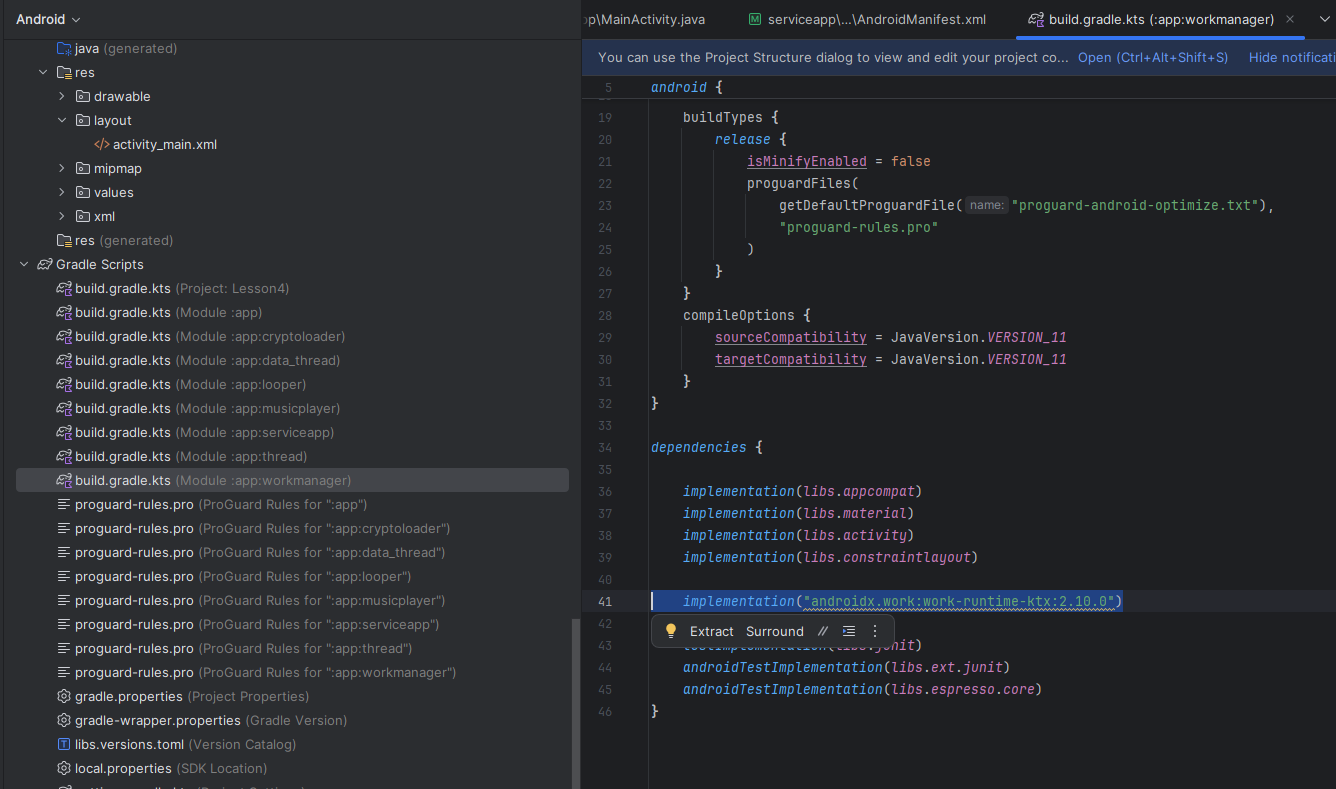 Android
java (generated)
res
drawable
layout
activity_main.xml
mipmap
values
xml
res (generated)
Gradle Scripts
build.gradle.kts (Project: Lesson4)
build.gradle.kts (Module :app)
build.gradle.kts (Module :app:cryptoloader)
build.gradle.kts (Module :app:data_thread)
build.gradle.kts (Module :app:looper)
build.gradle.kts (Module :app:musicplayer)
build.gradle.kts (Module :app:serviceapp)
build.gradle.kts (Module :app:thread)
build.gradle.kts (Module :app:workmanager)
proguard-rules.pro (ProGuard Rules for ":app")
proguard-rules.pro (ProGuard Rules for ":app:cryptoloader")
proguard-rules.pro (ProGuard Rules for ":app:data_thread")
proguard-rules.pro (ProGuard Rules for ":app:looper")
proguard-rules.pro (ProGuard Rules for ":app:musicplayer")
proguard-rules.pro (ProGuard Rules for ":app:serviceapp")
proguard-rules.pro (ProGuard Rules for ":app:thread")
proguard-rules.pro (ProGuard Rules for ":app:workmanager")
gradle.properties (Project Properties)
gradle-wrapper.properties (Gradle Version)
libs.versions.toml (Version Catalog)
local.properties (SDK Location)
p\MainActivity.java M serviceapp\...\AndroidManifest.xml build.gradle.kts (:app:workmanager)
You can use the Project Structure dialog to view and edit your project co... Open (Ctrl+Alt+Shift+S) Hide notificati
5 android {
19 buildTypes {
20 release {
21 isMinifyEnabled = false
22 proguardFiles(
23 getDefaultProguardFile( name: "proguard-android-optimize.txt"),
24 "proguard-rules.pro"
25 )
26 }
27 }
28 compileOptions {
29 sourceCompatibility = JavaVersion.VERSION_11
30 targetCompatibility = JavaVersion.VERSION_11
31 }
32 }
33
34 dependencies {
35
36 implementation(libs.appcompat)
37 implementation(libs.material)
38 implementation(libs.activity)
39 implementation(libs.constraintlayout)
40
41 implementation("androidx.work:work-runtime-ktx:2.10.0")
42 Extract Surround //
43 junit)
44 androidTestImplementation(libs.ext.junit)
45 androidTestImplementation(libs.espresso.core)
46 }